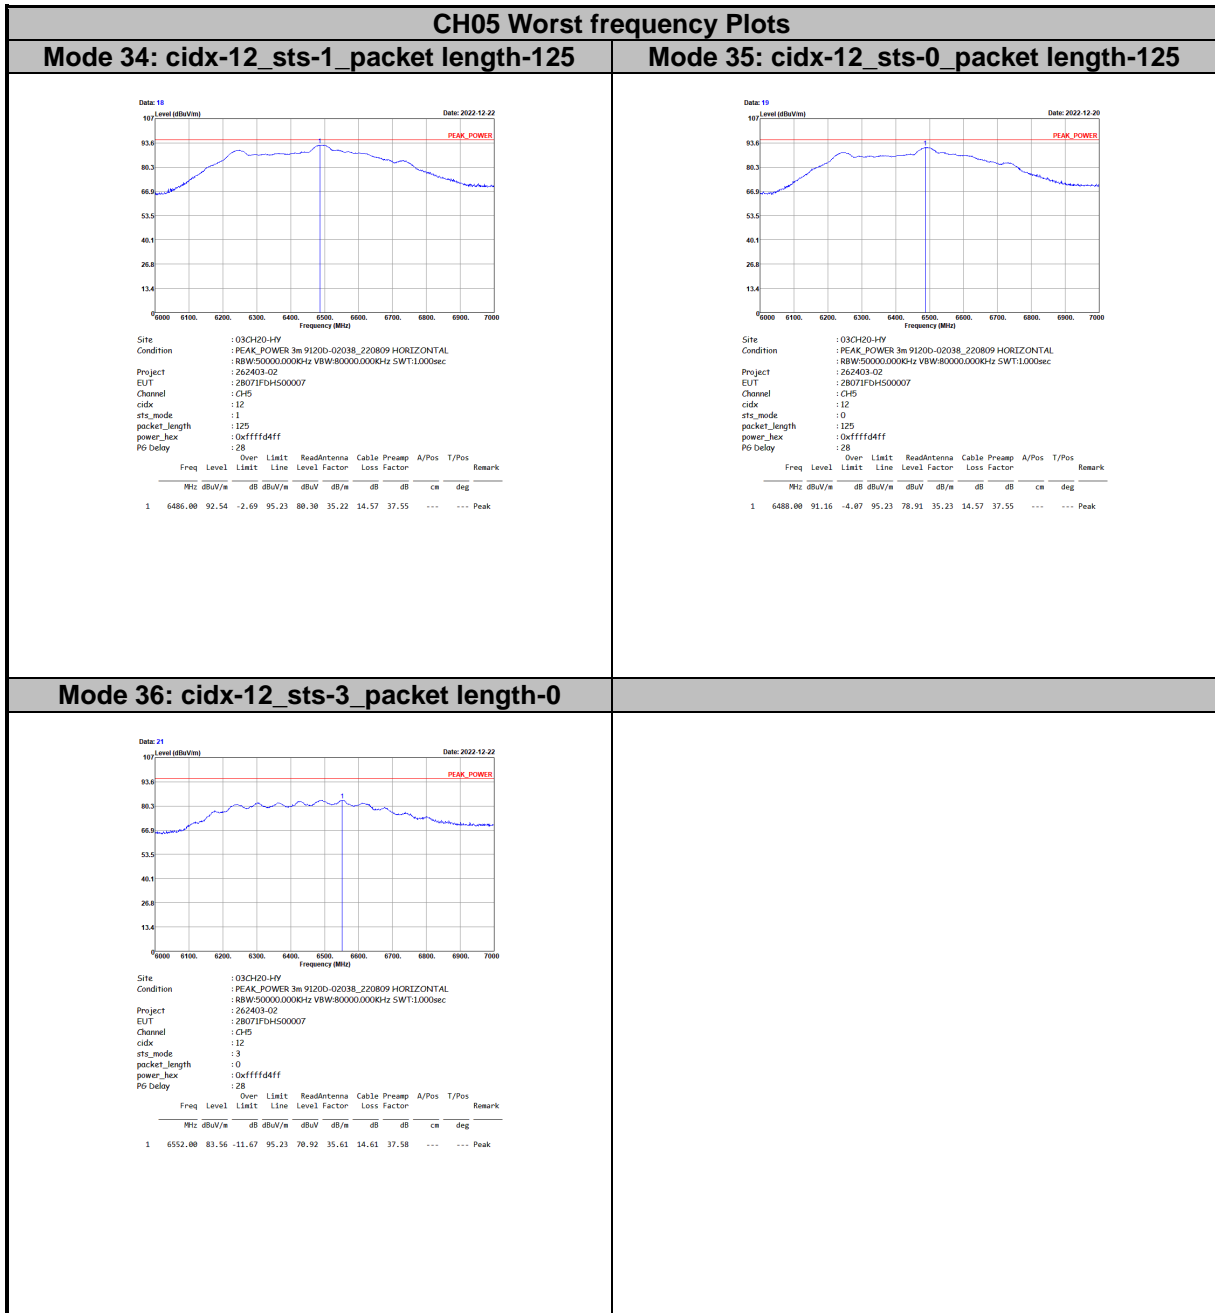 CH05 Worst frequency Plots
Mode 34: cidx-12_sts-1_packet length-125
Mode 35: cidx-12_sts-0_packet length-125
Data: 18
107 Level (dBuV/m)
Date: 2022-12-22
PEAK_POWER
93.6
80.3
66.9
53.5
40.1
26.8
13.4
0
6000 6100. 6200. 6300. 6400. 6500. 6600. 6700. 6800. 6900. 7000
Frequency (MHz)
1
Site : 03CH20-HY
Condition : PEAK_POWER 3m 9120D-02038_220809 HORIZONTAL
: RBW:50000.000KHz VBW:80000.000KHz SWT:1.000sec
Project : 262403-02
EUT : 2B071FDHS00007
Channel : CH5
cidx : 12
sts_mode : 1
packet_length : 125
power_hex : 0xffffd4ff
PG Delay : 28
Over Limit ReadAntenna Cable Preamp A/Pos T/Pos
Freq Level Limit Line Level Factor Loss Factor Remark
MHz dBuV/m dB dBuV/m dBuV dB/m dB dB cm deg
1 6486.00 92.54 -2.69 95.23 80.30 35.22 14.57 37.55 --- --- Peak
Data: 19
107 Level (dBuV/m)
Date: 2022-12-20
PEAK_POWER
93.6
80.3
66.9
53.5
40.1
26.8
13.4
0
6000 6100. 6200. 6300. 6400. 6500. 6600. 6700. 6800. 6900. 7000
Frequency (MHz)
1
Site : 03CH20-HY
Condition : PEAK_POWER 3m 9120D-02038_220809 HORIZONTAL
: RBW:50000.000KHz VBW:80000.000KHz SWT:1.000sec
Project : 262403-02
EUT : 2B071FDHS00007
Channel : CH5
cidx : 12
sts_mode : 0
packet_length : 125
power_hex : 0xffffd4ff
PG Delay : 28
Over Limit ReadAntenna Cable Preamp A/Pos T/Pos
Freq Level Limit Line Level Factor Loss Factor Remark
MHz dBuV/m dB dBuV/m dBuV dB/m dB dB cm deg
1 6488.00 91.16 -4.07 95.23 78.91 35.23 14.57 37.55 --- --- Peak
Mode 36: cidx-12_sts-3_packet length-0
Data: 21
107 Level (dBuV/m)
Date: 2022-12-22
PEAK_POWER
93.6
80.3
66.9
53.5
40.1
26.8
13.4
0
6000 6100. 6200. 6300. 6400. 6500. 6600. 6700. 6800. 6900. 7000
Frequency (MHz)
1
Site : 03CH20-HY
Condition : PEAK_POWER 3m 9120D-02038_220809 HORIZONTAL
: RBW:50000.000KHz VBW:80000.000KHz SWT:1.000sec
Project : 262403-02
EUT : 2B071FDHS00007
Channel : CH5
cidx : 12
sts_mode : 3
packet_length : 0
power_hex : 0xffffd4ff
PG Delay : 28
Over Limit ReadAntenna Cable Preamp A/Pos T/Pos
Freq Level Limit Line Level Factor Loss Factor Remark
MHz dBuV/m dB dBuV/m dBuV dB/m dB dB cm deg
1 6552.00 83.56 -11.67 95.23 70.92 35.61 14.61 37.58 --- --- Peak